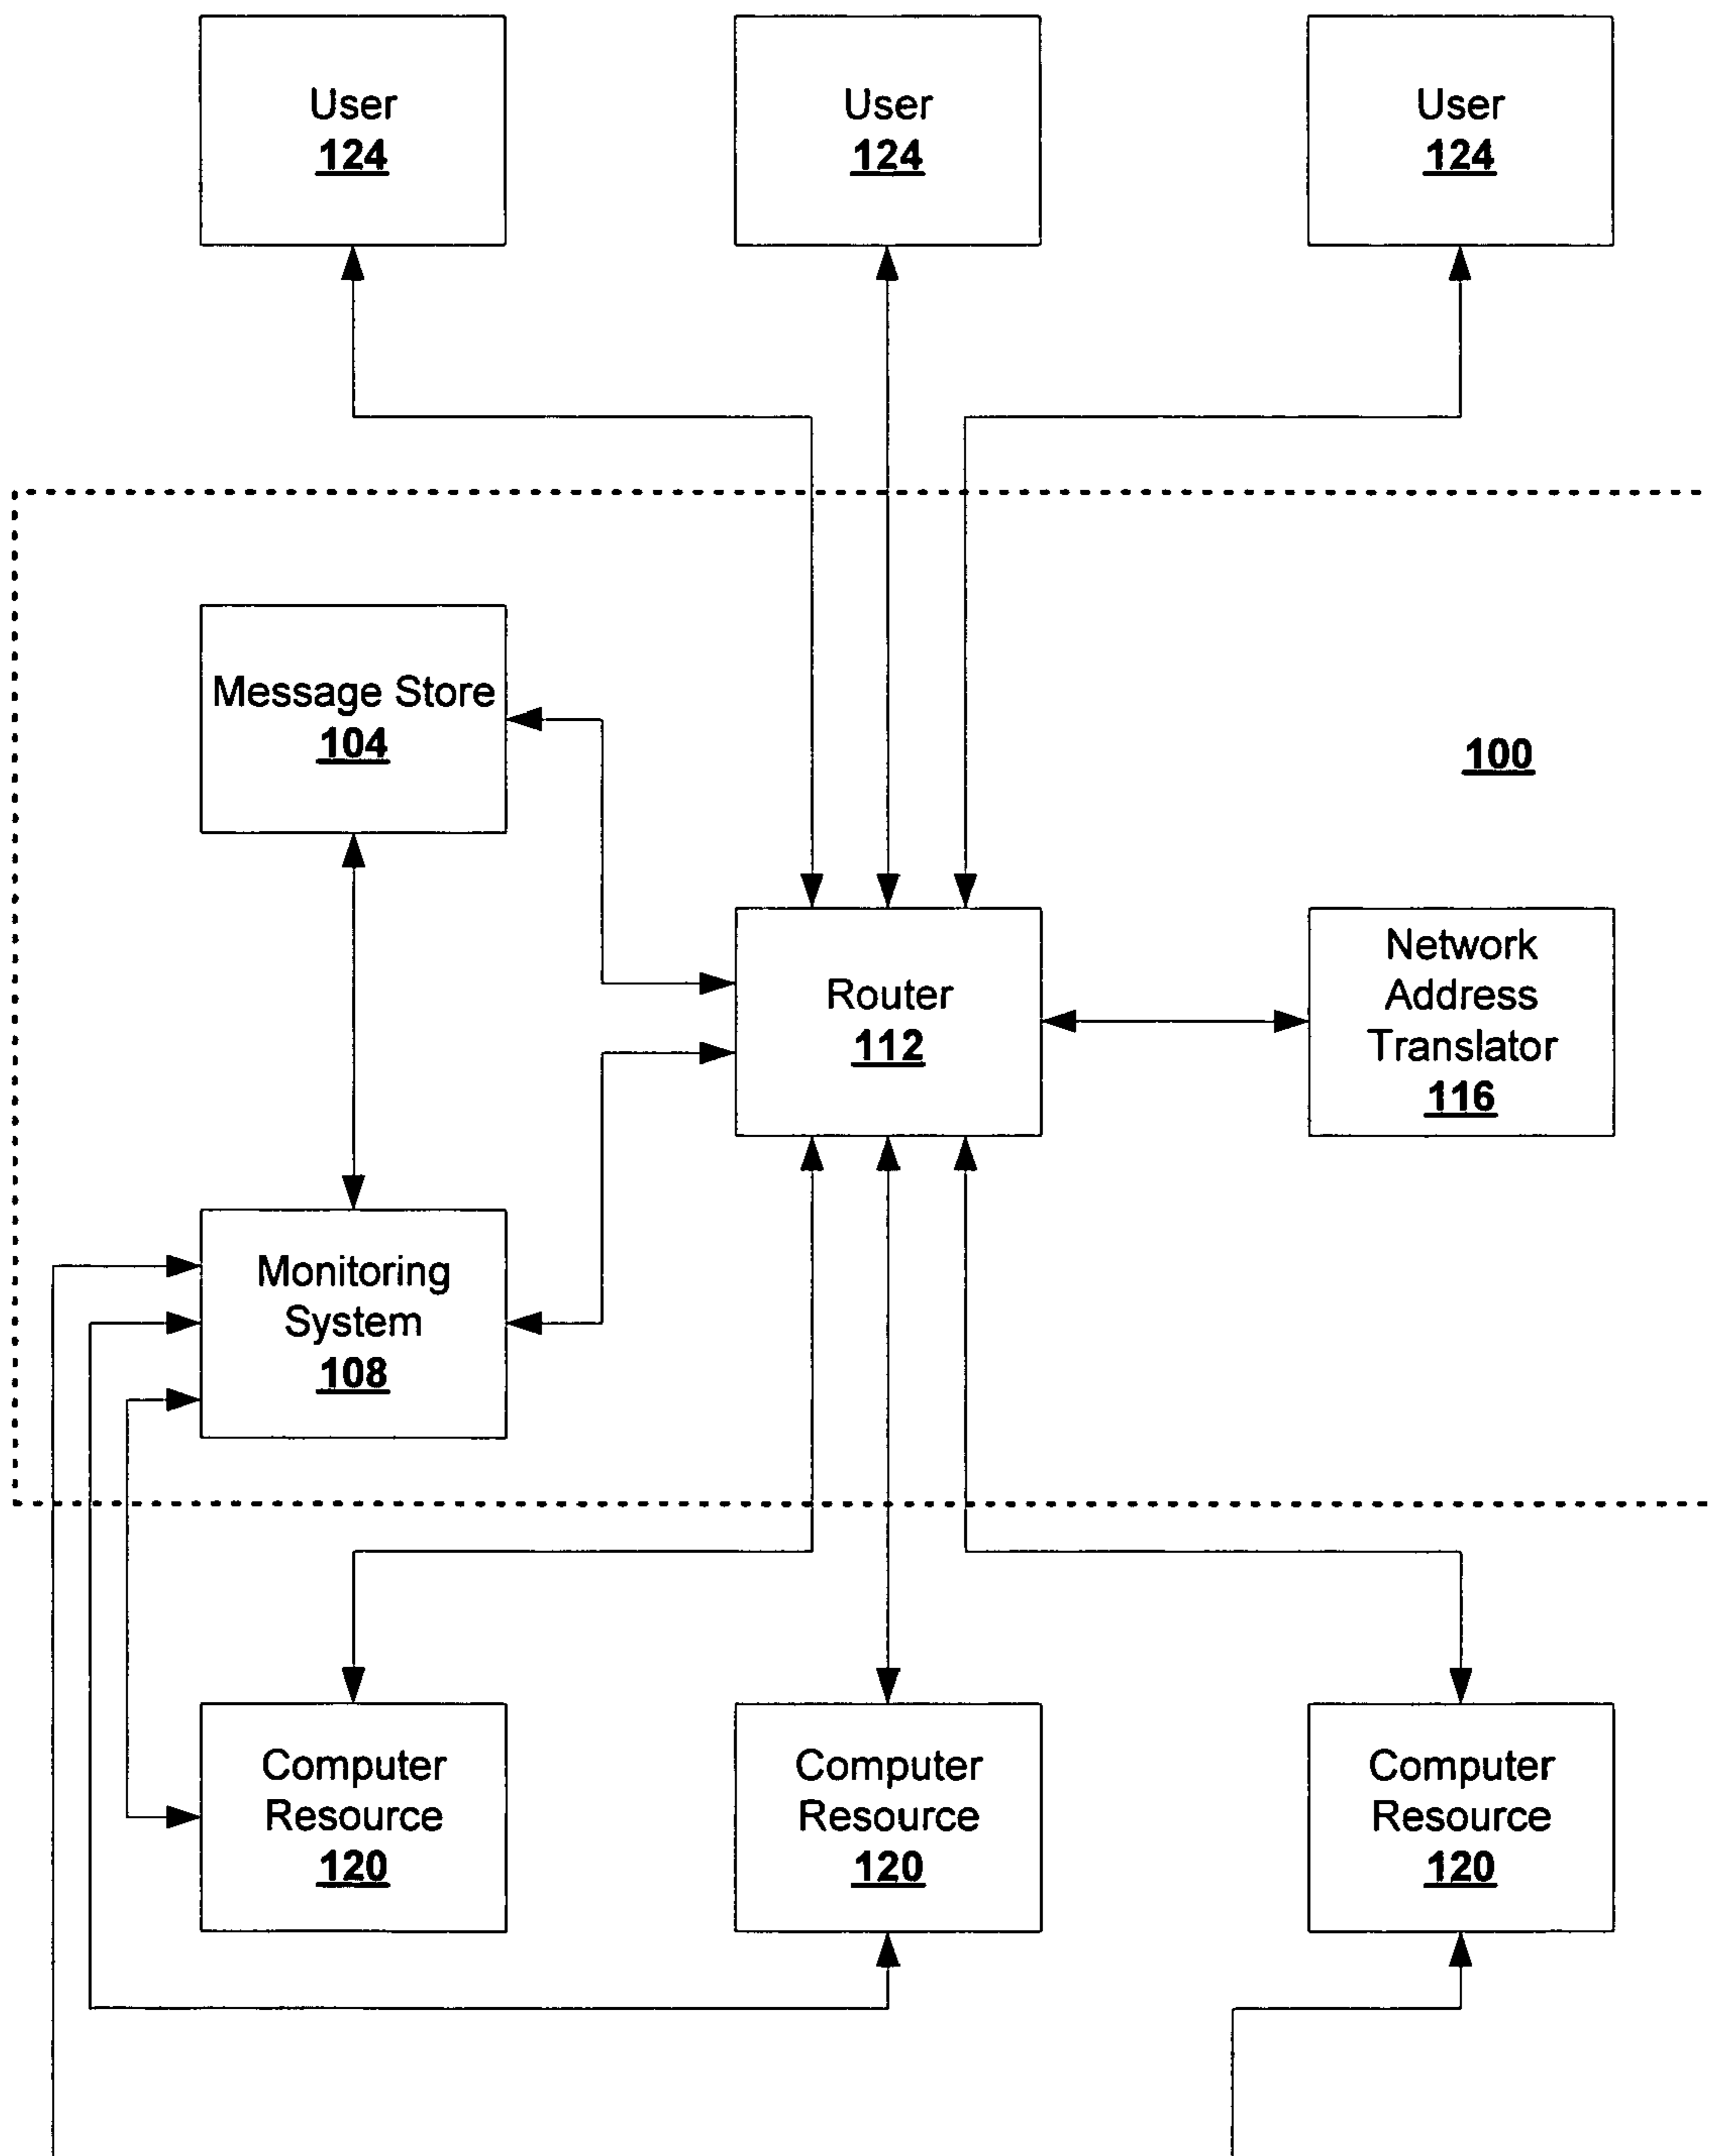 User
124
User
124
User
124
Message Store
104
100
Router
112
Network
Address
Translator
116
Monitoring
System
108
Computer
Resource
120
Computer
Resource
120
Computer
Resource
120